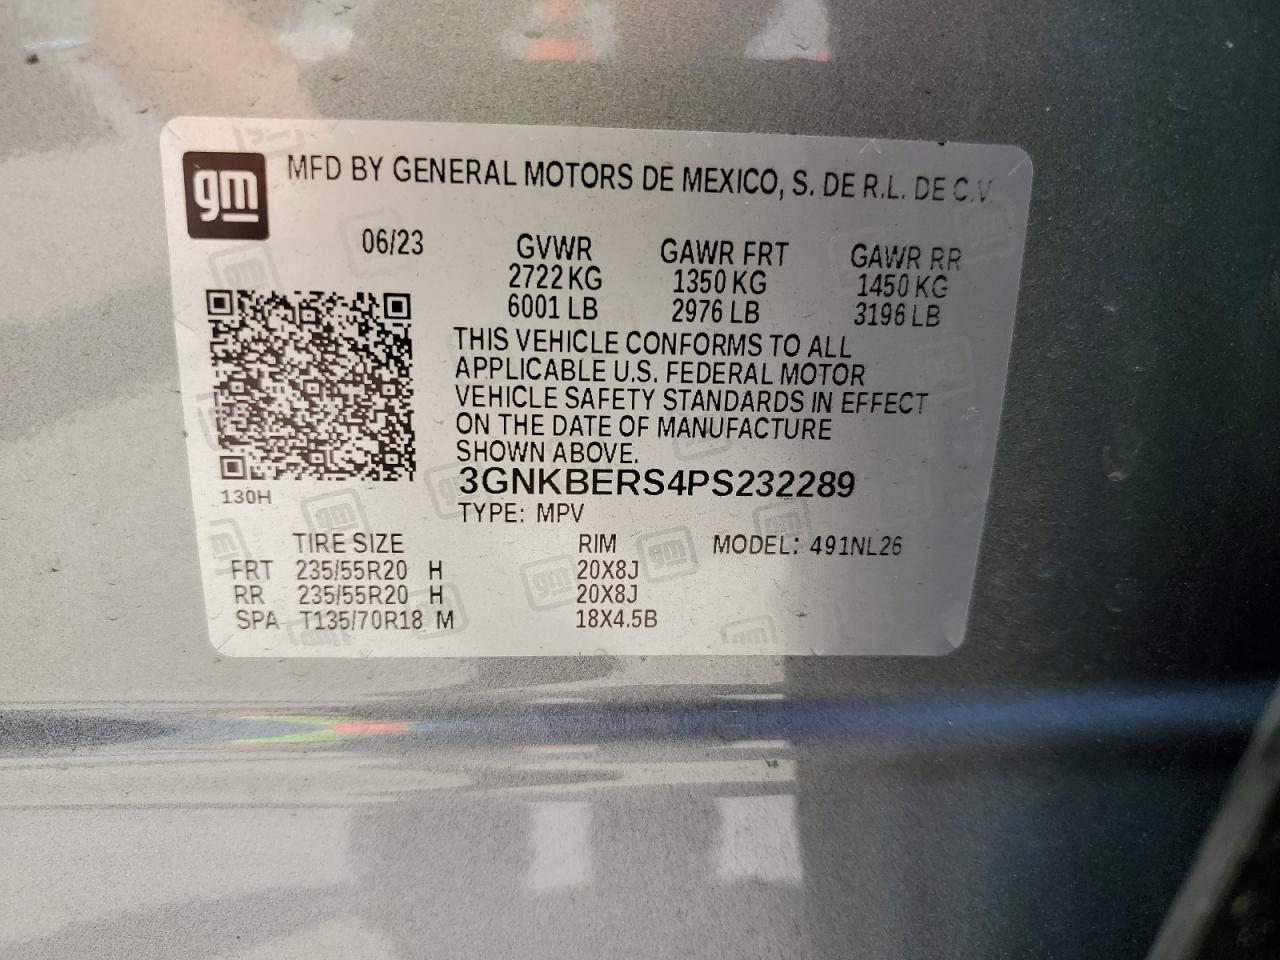 gm
MFD BY GENERAL MOTORS DE MEXICO, S. DE R.L. DE C.V.
06/23
GVWR GAWR FRT GAWR RR
2722 KG 1350 KG 1450 KG
6001 LB 2976 LB 3196 LB
THIS VEHICLE CONFORMS TO ALL
APPLICABLE U.S. FEDERAL MOTOR
VEHICLE SAFETY STANDARDS IN EFFECT
ON THE DATE OF MANUFACTURE
SHOWN ABOVE.
3GNKBERS4PS232289
130H
TYPE: MPV
TIRE SIZE RIM MODEL: 491NL26
FRT 235/55R20 H 20X8J
RR 235/55R20 H 20X8J
SPA T135/70R18 M 18X4.5B